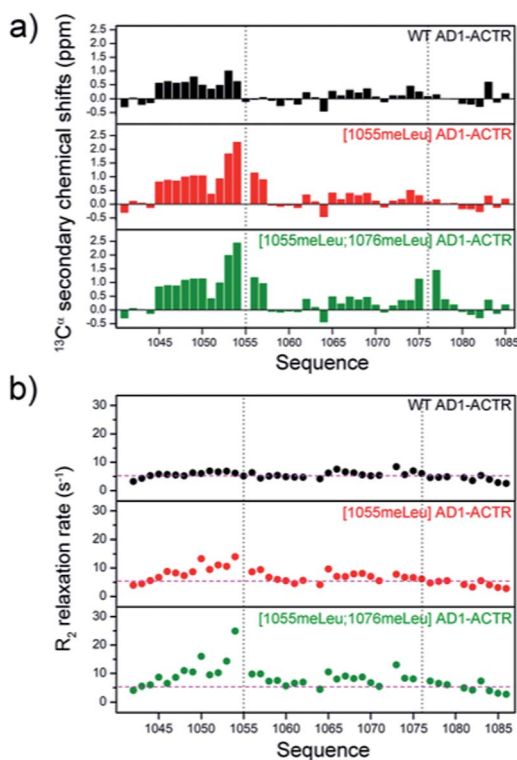 a)
¹³Cᵅ secondary chemical shifts (ppm)
2.5
2.0
1.5
1.0
0.5
0.0
-0.5
WT AD1-ACTR
2.5
2.0
1.5
1.0
0.5
0.0
-0.5
[1055meLeu] AD1-ACTR
2.5
2.0
1.5
1.0
0.5
0.0
-0.5
[1055meLeu;1076meLeu] AD1-ACTR
1045 1050 1055 1060 1065 1070 1075 1080 1085
Sequence
b)
R₂ relaxation rate (s⁻¹)
30
20
10
0
WT AD1-ACTR
30
20
10
0
[1055meLeu] AD1-ACTR
30
20
10
0
[1055meLeu;1076meLeu] AD1-ACTR
1045 1050 1055 1060 1065 1070 1075 1080 1085
Sequence